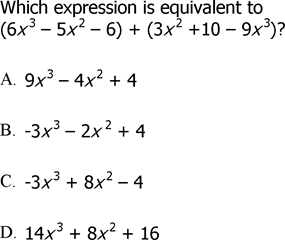 Which expression is equivalent to
(6x³ – 5x² – 6) + (3x² +10 – 9x³)?
A. 9x³ – 4x² + 4
B. -3x³ – 2x² + 4
C. -3x³ + 8x² – 4
D. 14x³ + 8x² + 16